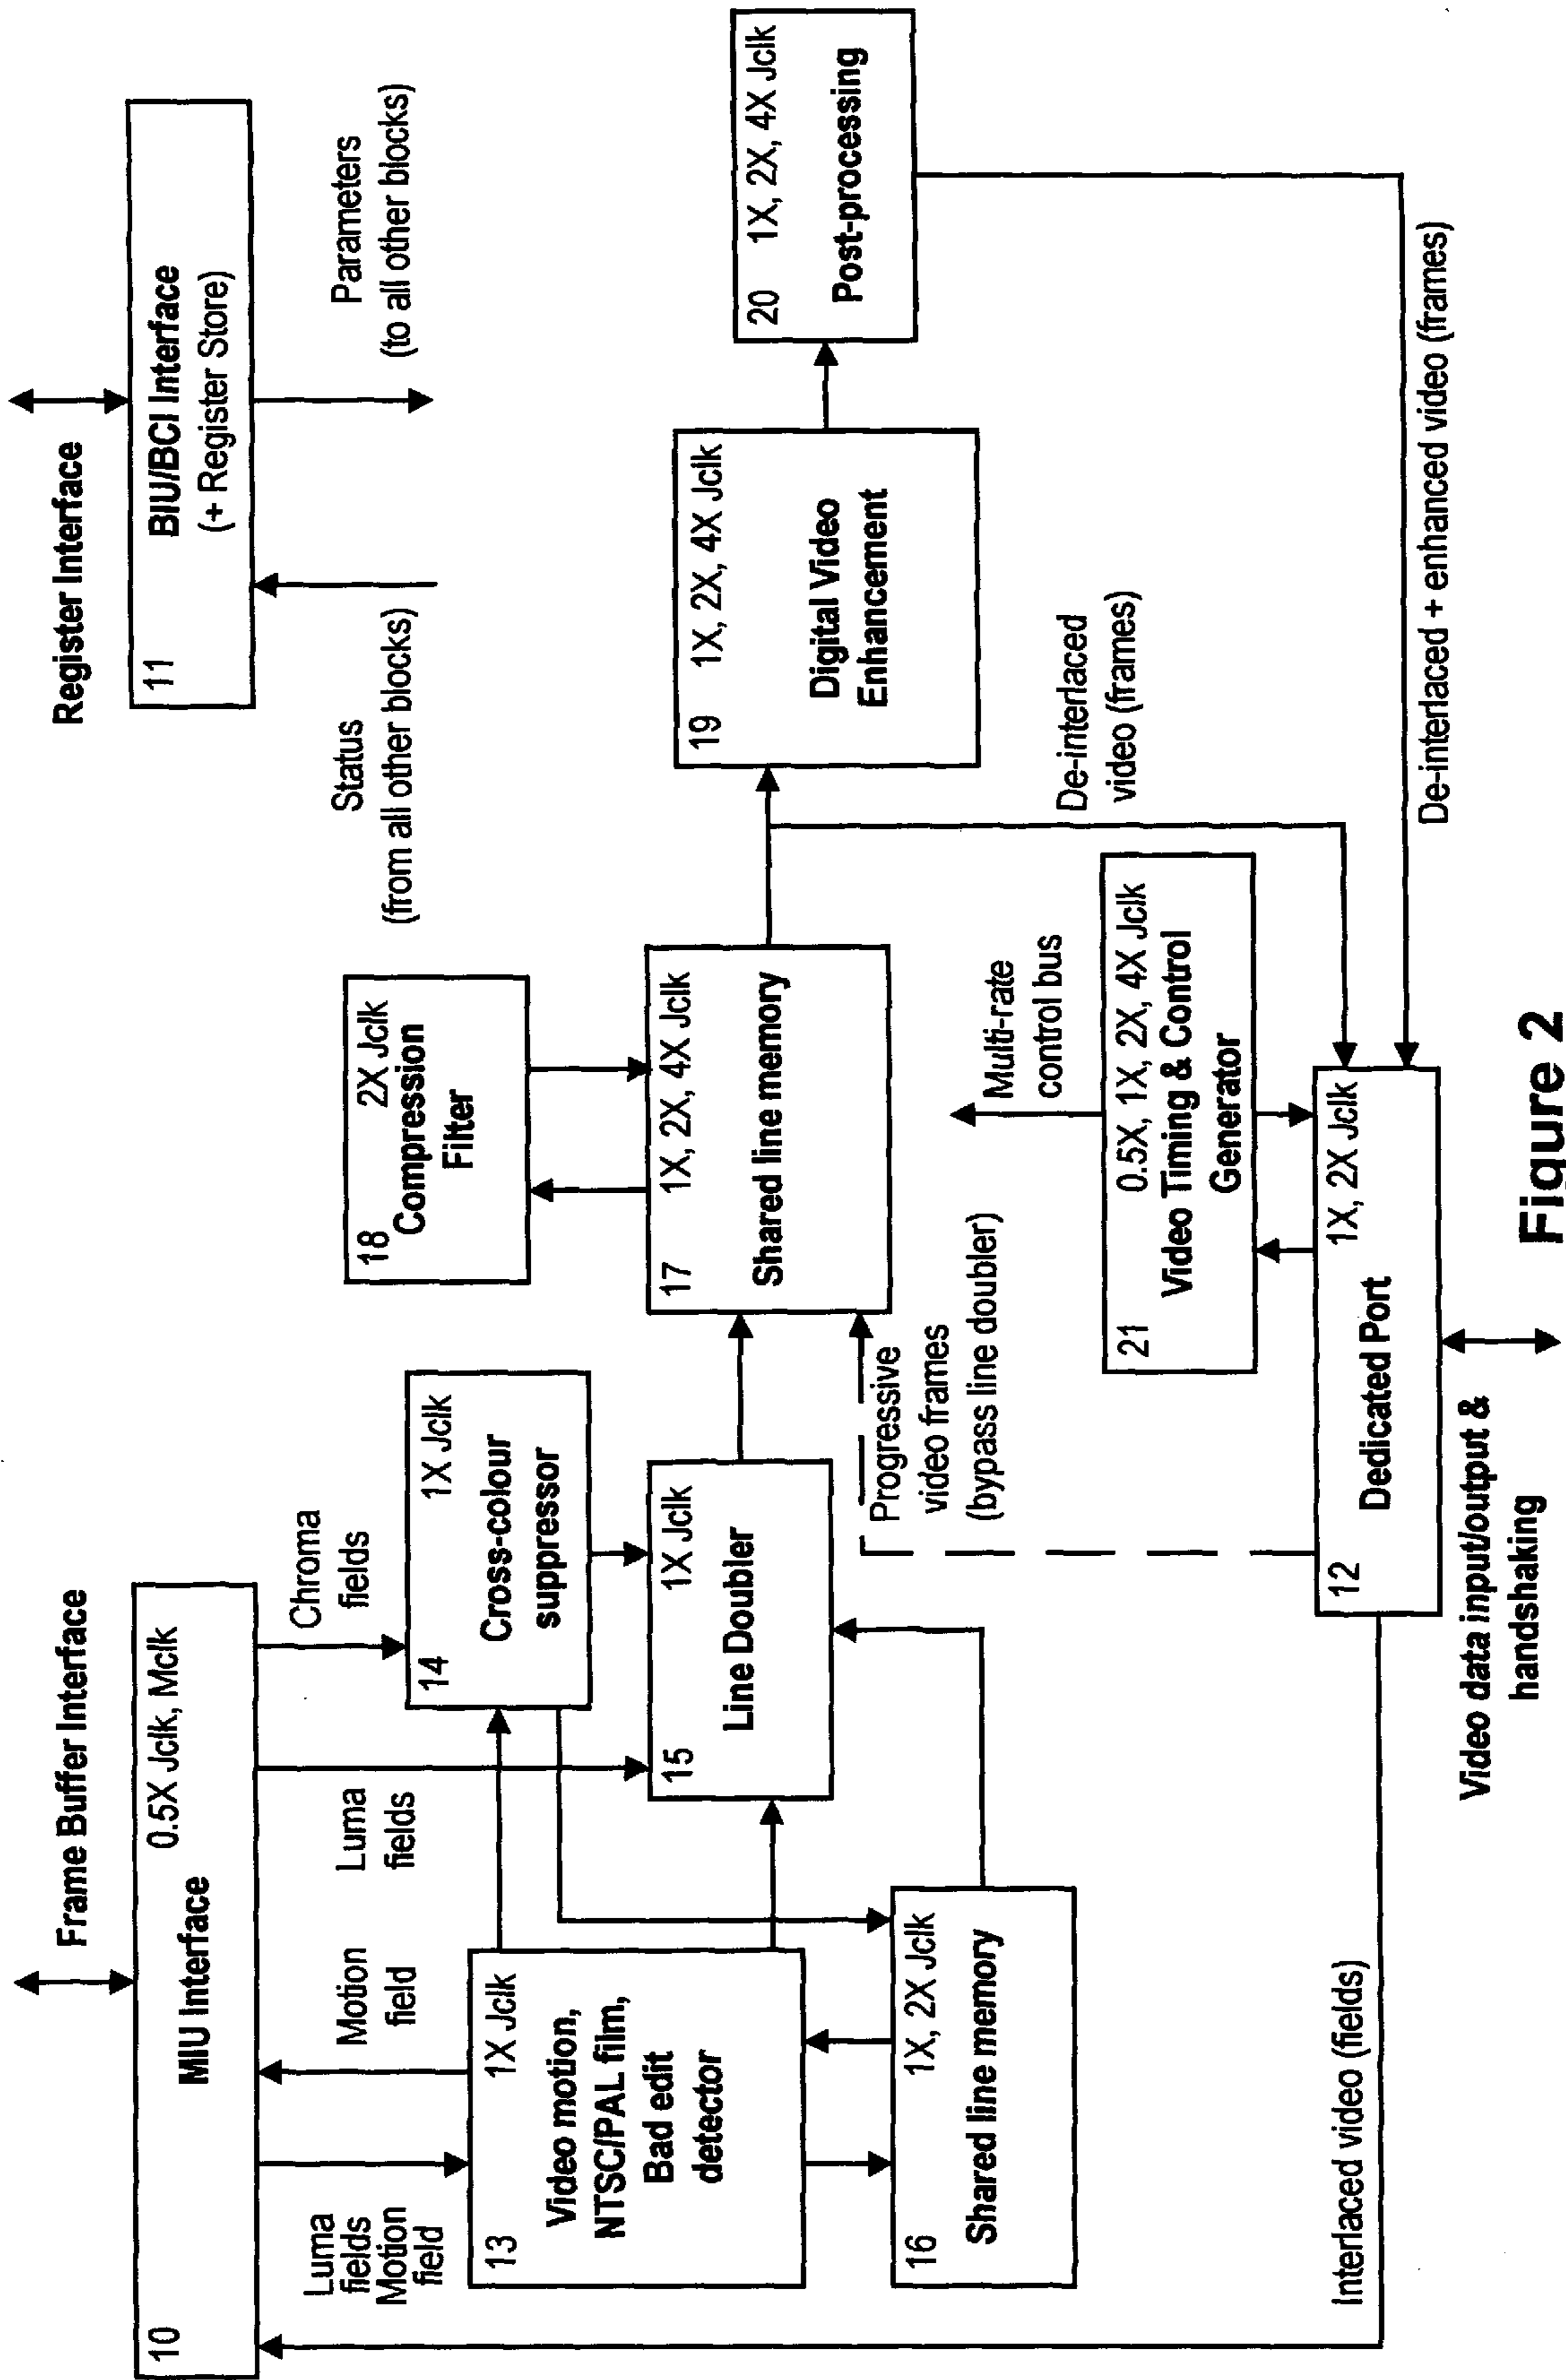 Frame Buffer Interface
Register Interface
10
MIU Interface
0.5X Jclk, Mclk
11
BIU/BCI Interface
(+ Register Store)
Luma
fields
Motion
field
Motion
field
Luma
fields
Chroma
fields
Status
(from all other blocks)
Parameters
(to all other blocks)
13
1X Jclk
Video motion,
NTSC/PAL film,
Bad edit
detector
14
1X Jclk
Cross-colour
suppressor
15
1X Jclk
Line Doubler
16
1X, 2X Jclk
Shared line memory
18
2X Jclk
Compression
Filter
17
1X, 2X, 4X Jclk
Shared line memory
19
1X, 2X, 4X Jclk
Digital Video
Enhancement
20
1X, 2X, 4X Jclk
Post-processing
Progressive
video frames
(bypass line doubler)
Multi-rate
control bus
De-interlaced
video (frames)
21
0.5X, 1X, 2X, 4X Jclk
Video Timing & Control
Generator
12
1X, 2X Jclk
Dedicated Port
Interlaced video (fields)
De-interlaced + enhanced video (frames)
Video data input/output &
handshaking
Figure 2